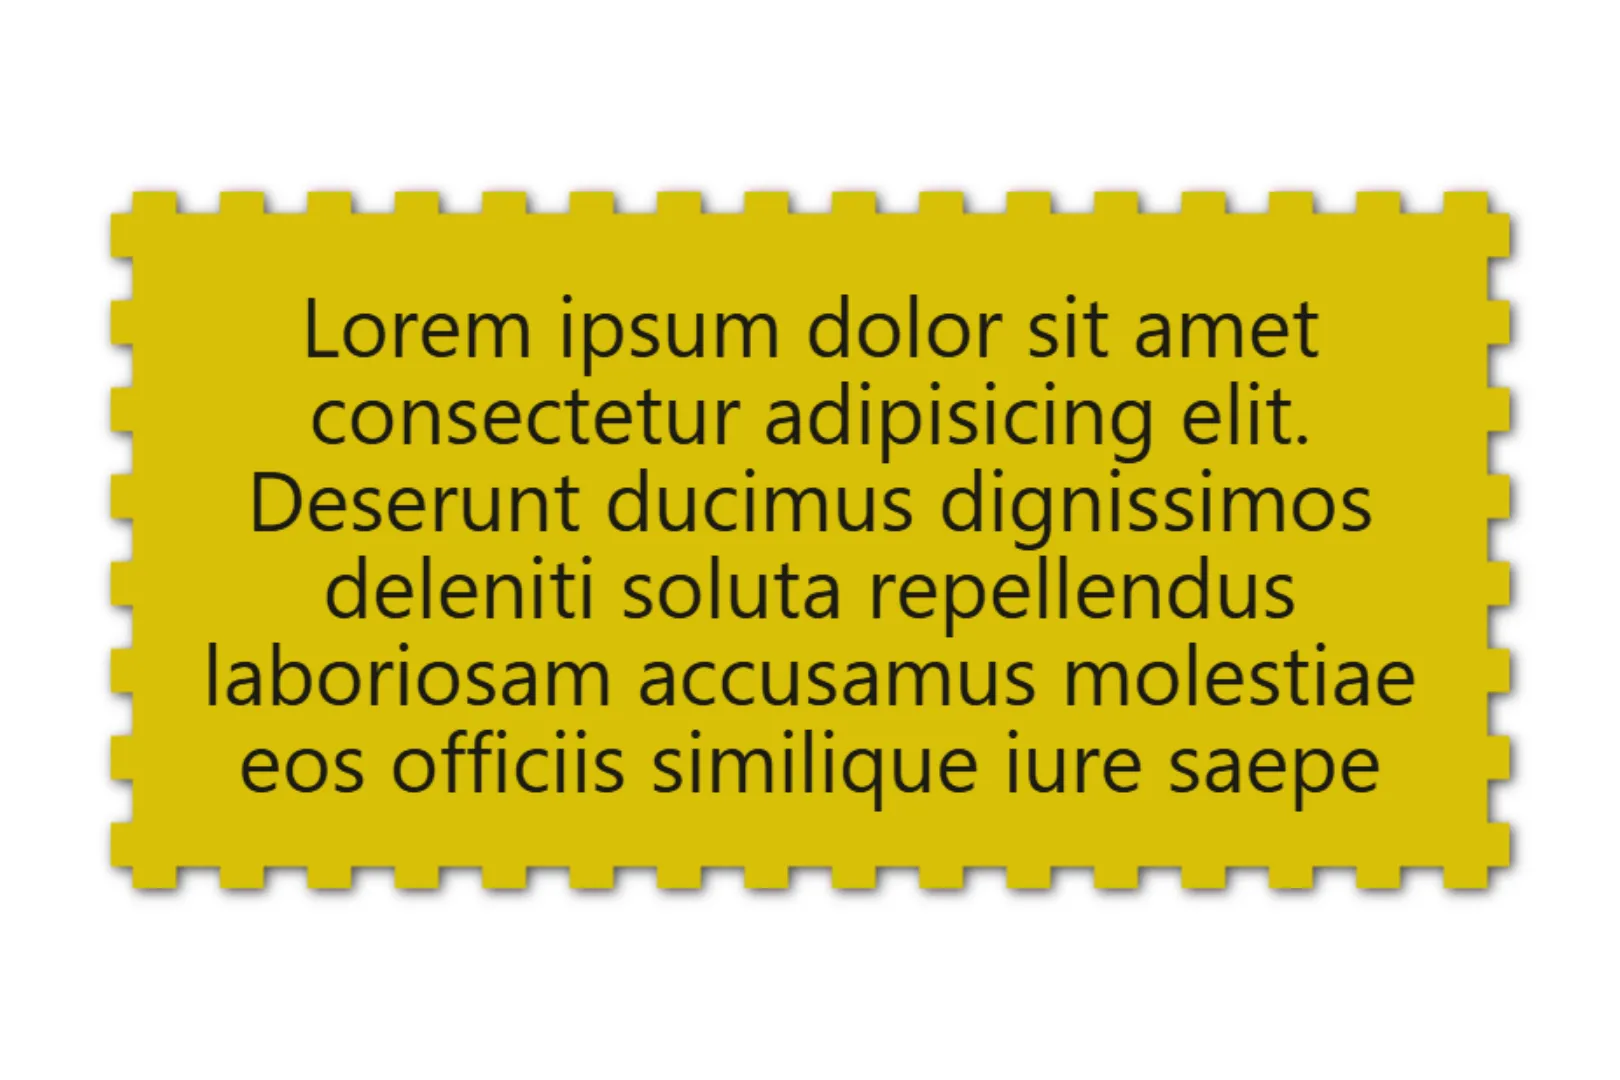 Lorem ipsum dolor sit amet
consectetur adipisicing elit.
Deserunt ducimus dignissimos
deleniti soluta repellendus
laboriosam accusamus molestiae
eos officiis similique iure saepe